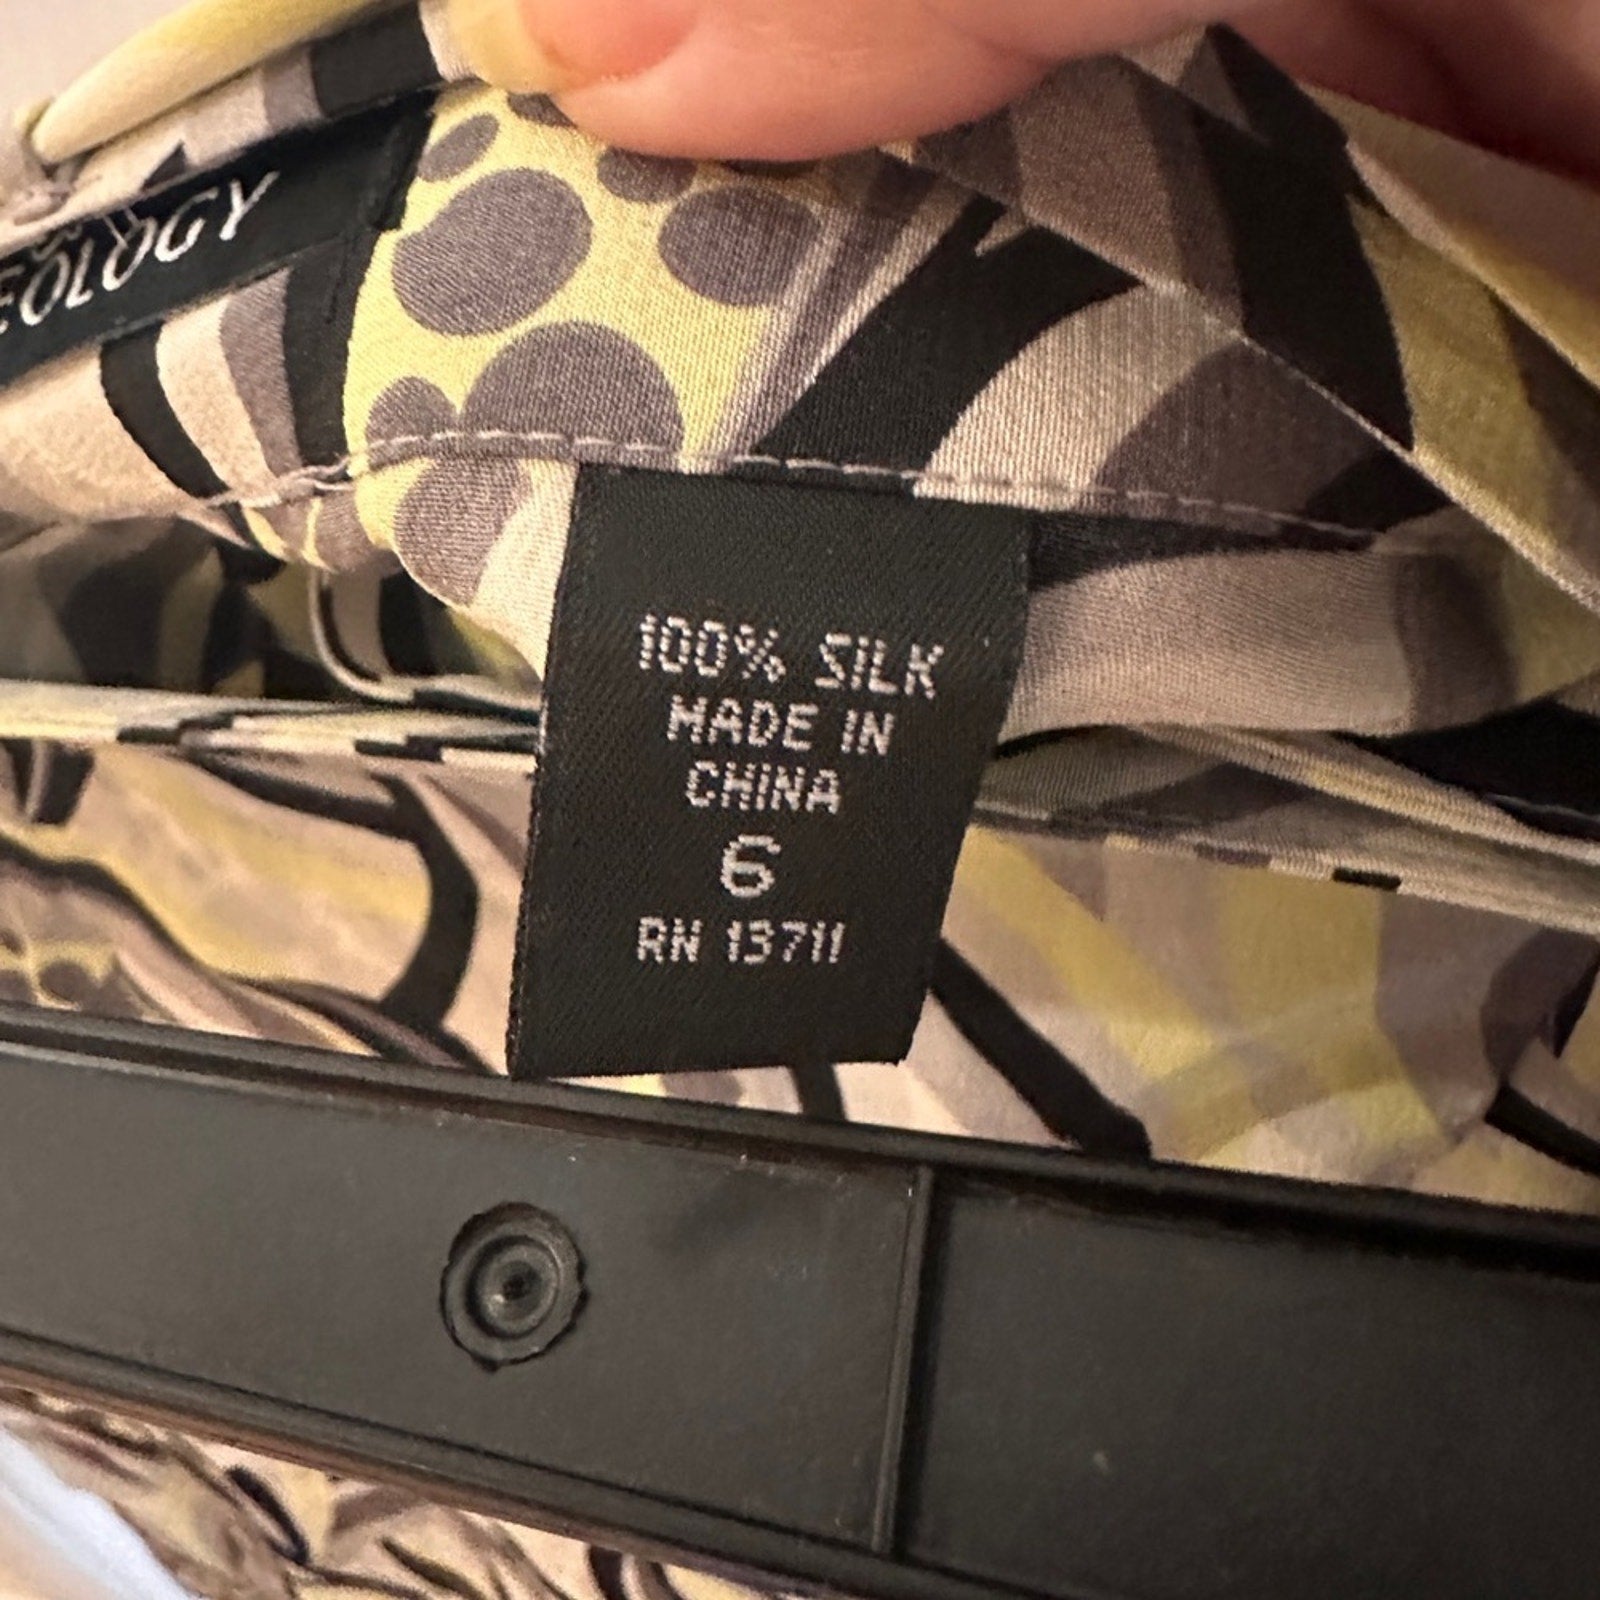 EOLOGY
100% SILK
MADE IN
CHINA
6
RN 13711